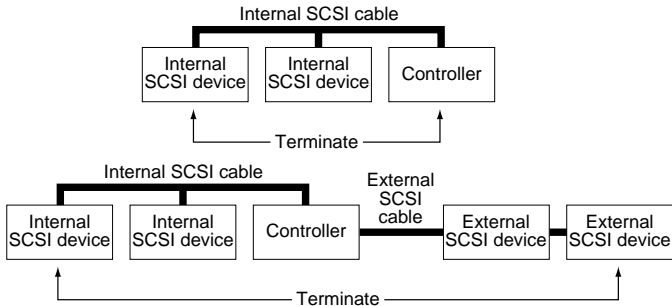 Internal SCSI cable
Internal
SCSI device
Internal
SCSI device
Controller
Terminate
Internal SCSI cable
External
SCSI
cable
Internal
SCSI device
Internal
SCSI device
Controller
External
SCSI device
External
SCSI device
Terminate